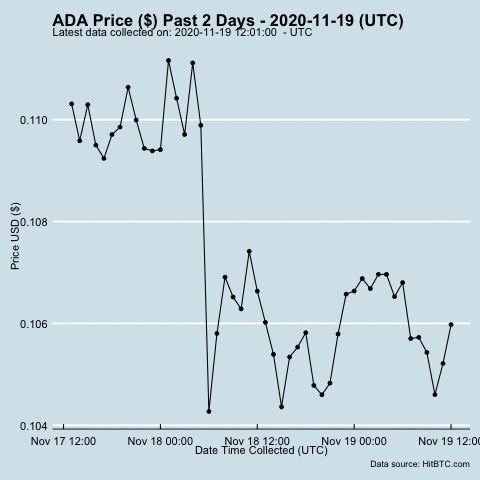 ADA Price ($) Past 2 Days - 2020-11-19 (UTC)
Latest data collected on: 2020-11-19 12:01:00 - UTC
Price USD ($)
0.110
0.108
0.106
0.104
Nov 17 12:00 Nov 18 00:00 Nov 18 12:00 Nov 19 00:00 Nov 19 12:00
Date Time Collected (UTC)
Data source: HitBTC.com